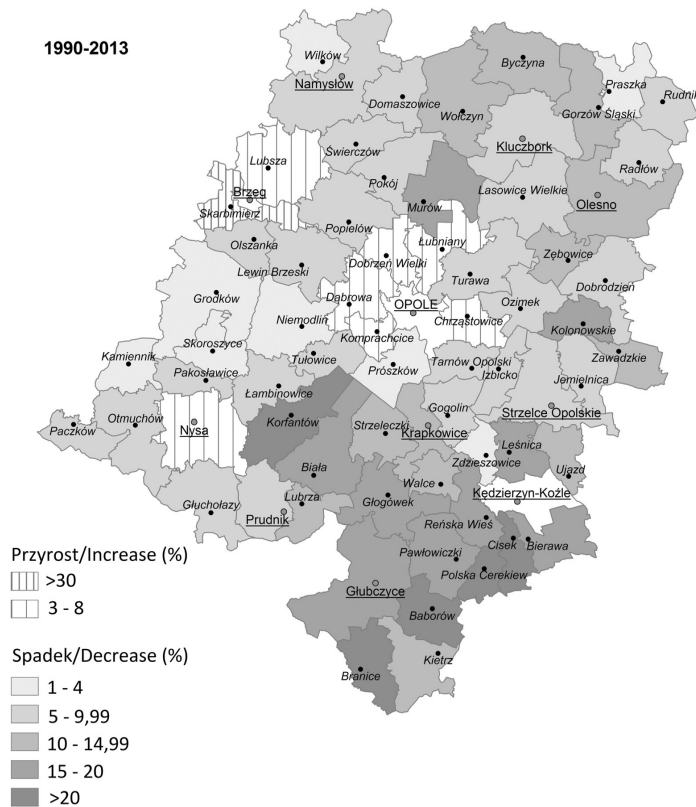 1990-2013
Wilków
Byczyna
Praszka
Rudnik
Namysłów
Domaszowice
Wołczyn
Gorzów Śląski
Kluczbork
Lubsza
Świerczów
Radłów
Pokój
Lasowice Wielkie
Brzeg
Murów
Olesno
Skarbimierz
Popielów
Olszanka
Łubniany
Zębowice
Dobrzeń Wielki
Lewin Brzeski
Turawa
Dobrodzień
Grodków
Dąbrowa
OPOLE
Ozimek
Niemodlin
Chrząstowice
Kolonowskie
Komprachcice
Skoroszyce
Kamiennik
Tułowice
Prószków
Tarnów Opolski
Zawadzkie
Izbicko
Pakosławice
Łambinowice
Jemielnica
Gogolin
Strzelce Opolskie
Otmuchów
Paczków
Nysa
Korfantów
Strzeleczki
Krapkowice
Leśnica
Zdzieszowice
Ujazd
Biała
Walce
Kędzierzyn-Koźle
Głuchołazy
Prudnik
Lubrza
Głogówek
Reńska Wieś
Cisek
Bierawa
Pawłowiczki
Polska Cerekiew
Głubczyce
Baborów
Kietrz
Branice
Przyrost/Increase (%)
>30
3 - 8
Spadek/Decrease (%)
1 - 4
5 - 9,99
10 - 14,99
15 - 20
>20